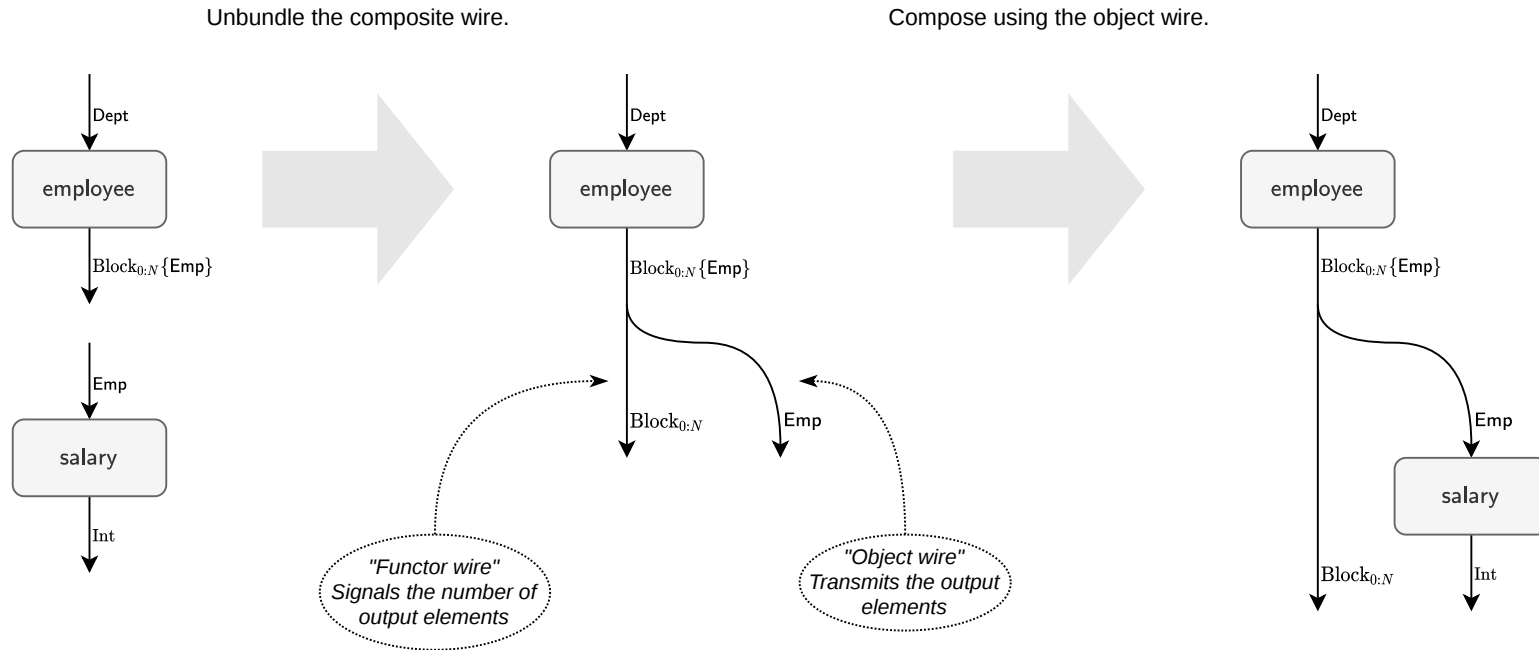 Unbundle the composite wire.
Compose using the object wire.
Dept
employee
Block0:N{Emp}
Emp
salary
Int
Dept
employee
Block0:N{Emp}
Block0:N
Emp
"Functor wire"
Signals the number of
output elements
"Object wire"
Transmits the output
elements
Dept
employee
Block0:N{Emp}
Emp
salary
Block0:N
Int